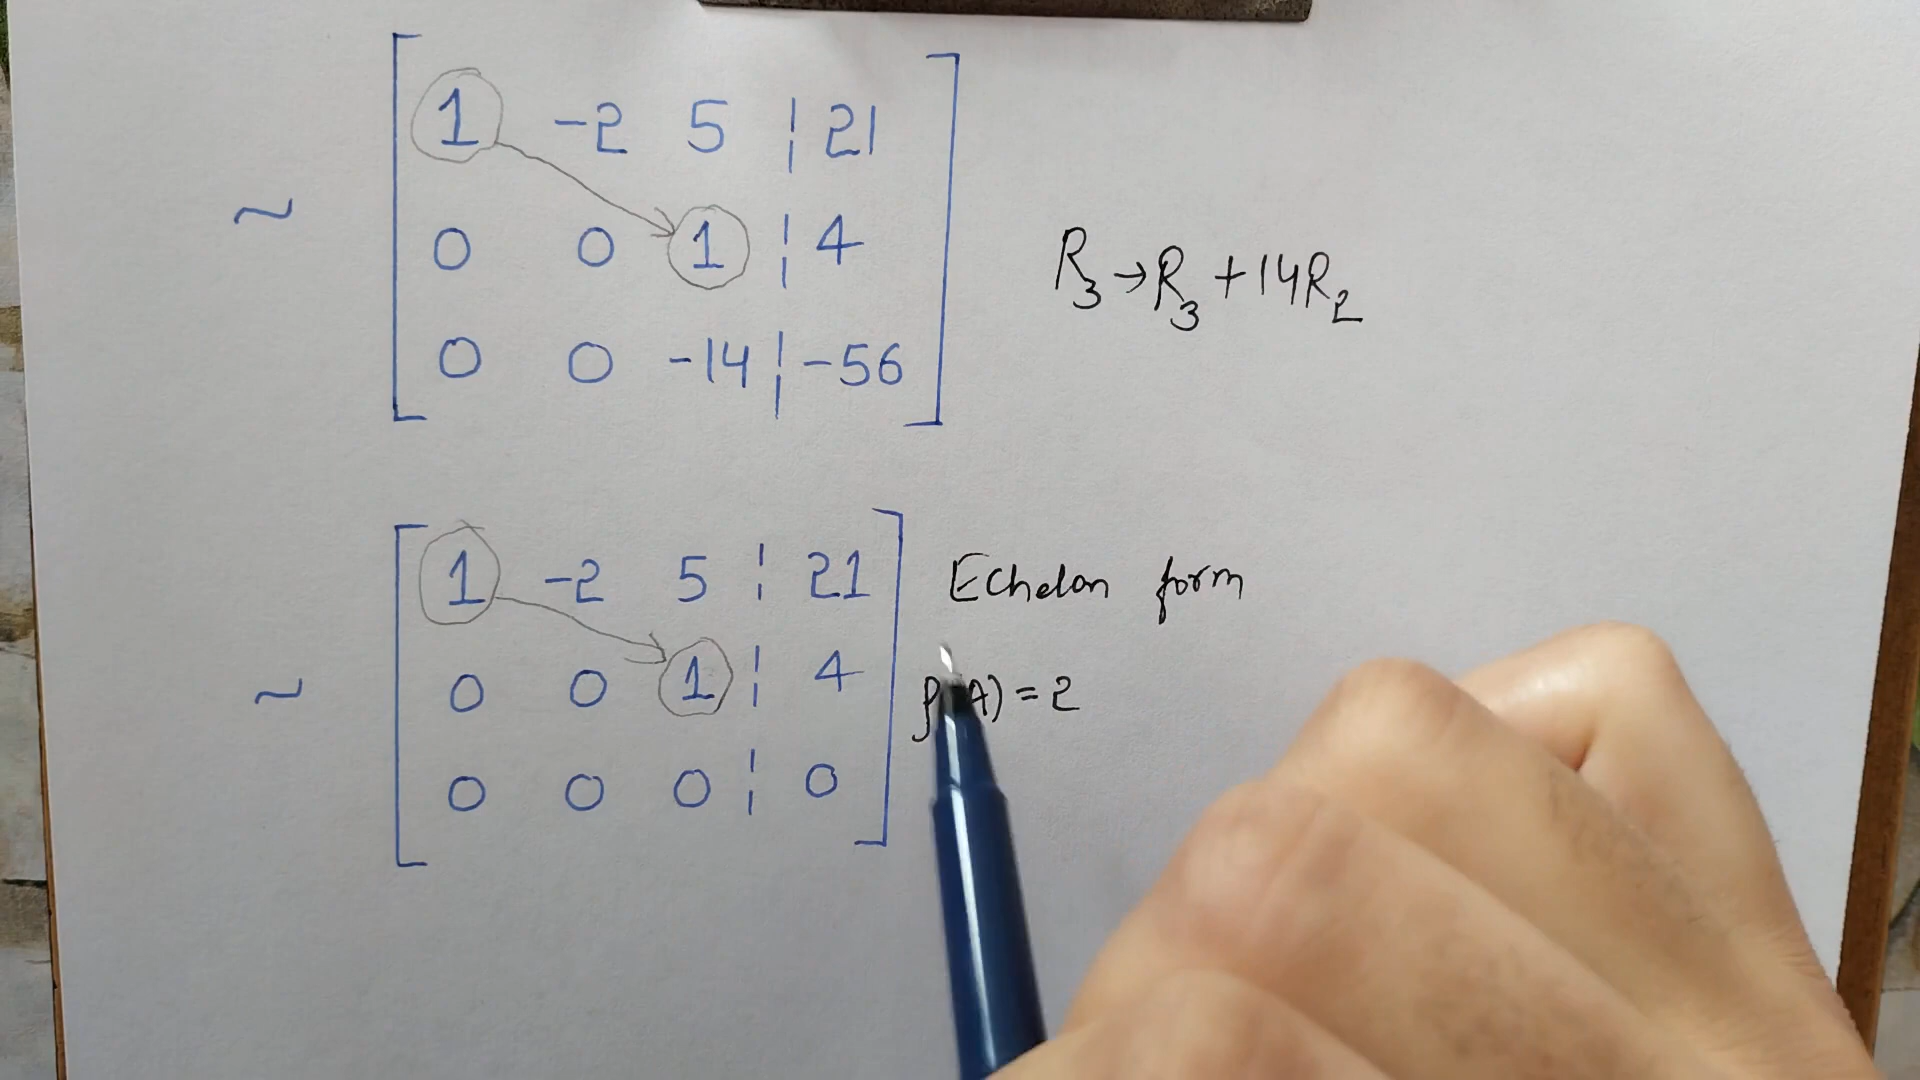 1 -2 5 ¦ 21
~ 0 0 1 ¦ 4
R₃→R₃+14R₂
0 0 -14 ¦ -56
1 -2 5 ¦ 21 Echelon form
~ 0 0 1 ¦ 4 ρ(A) = 2
0 0 0 ¦ 0